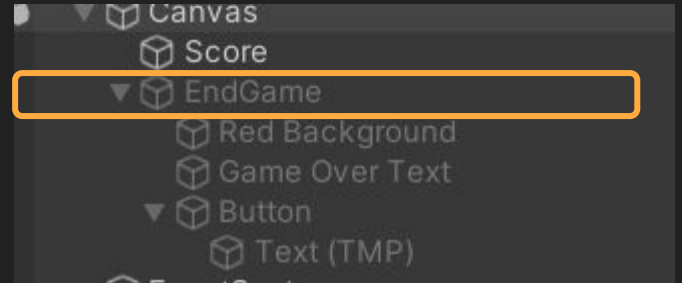 Canvas
Score
EndGame
Red Background
Game Over Text
Button
Text (TMP)